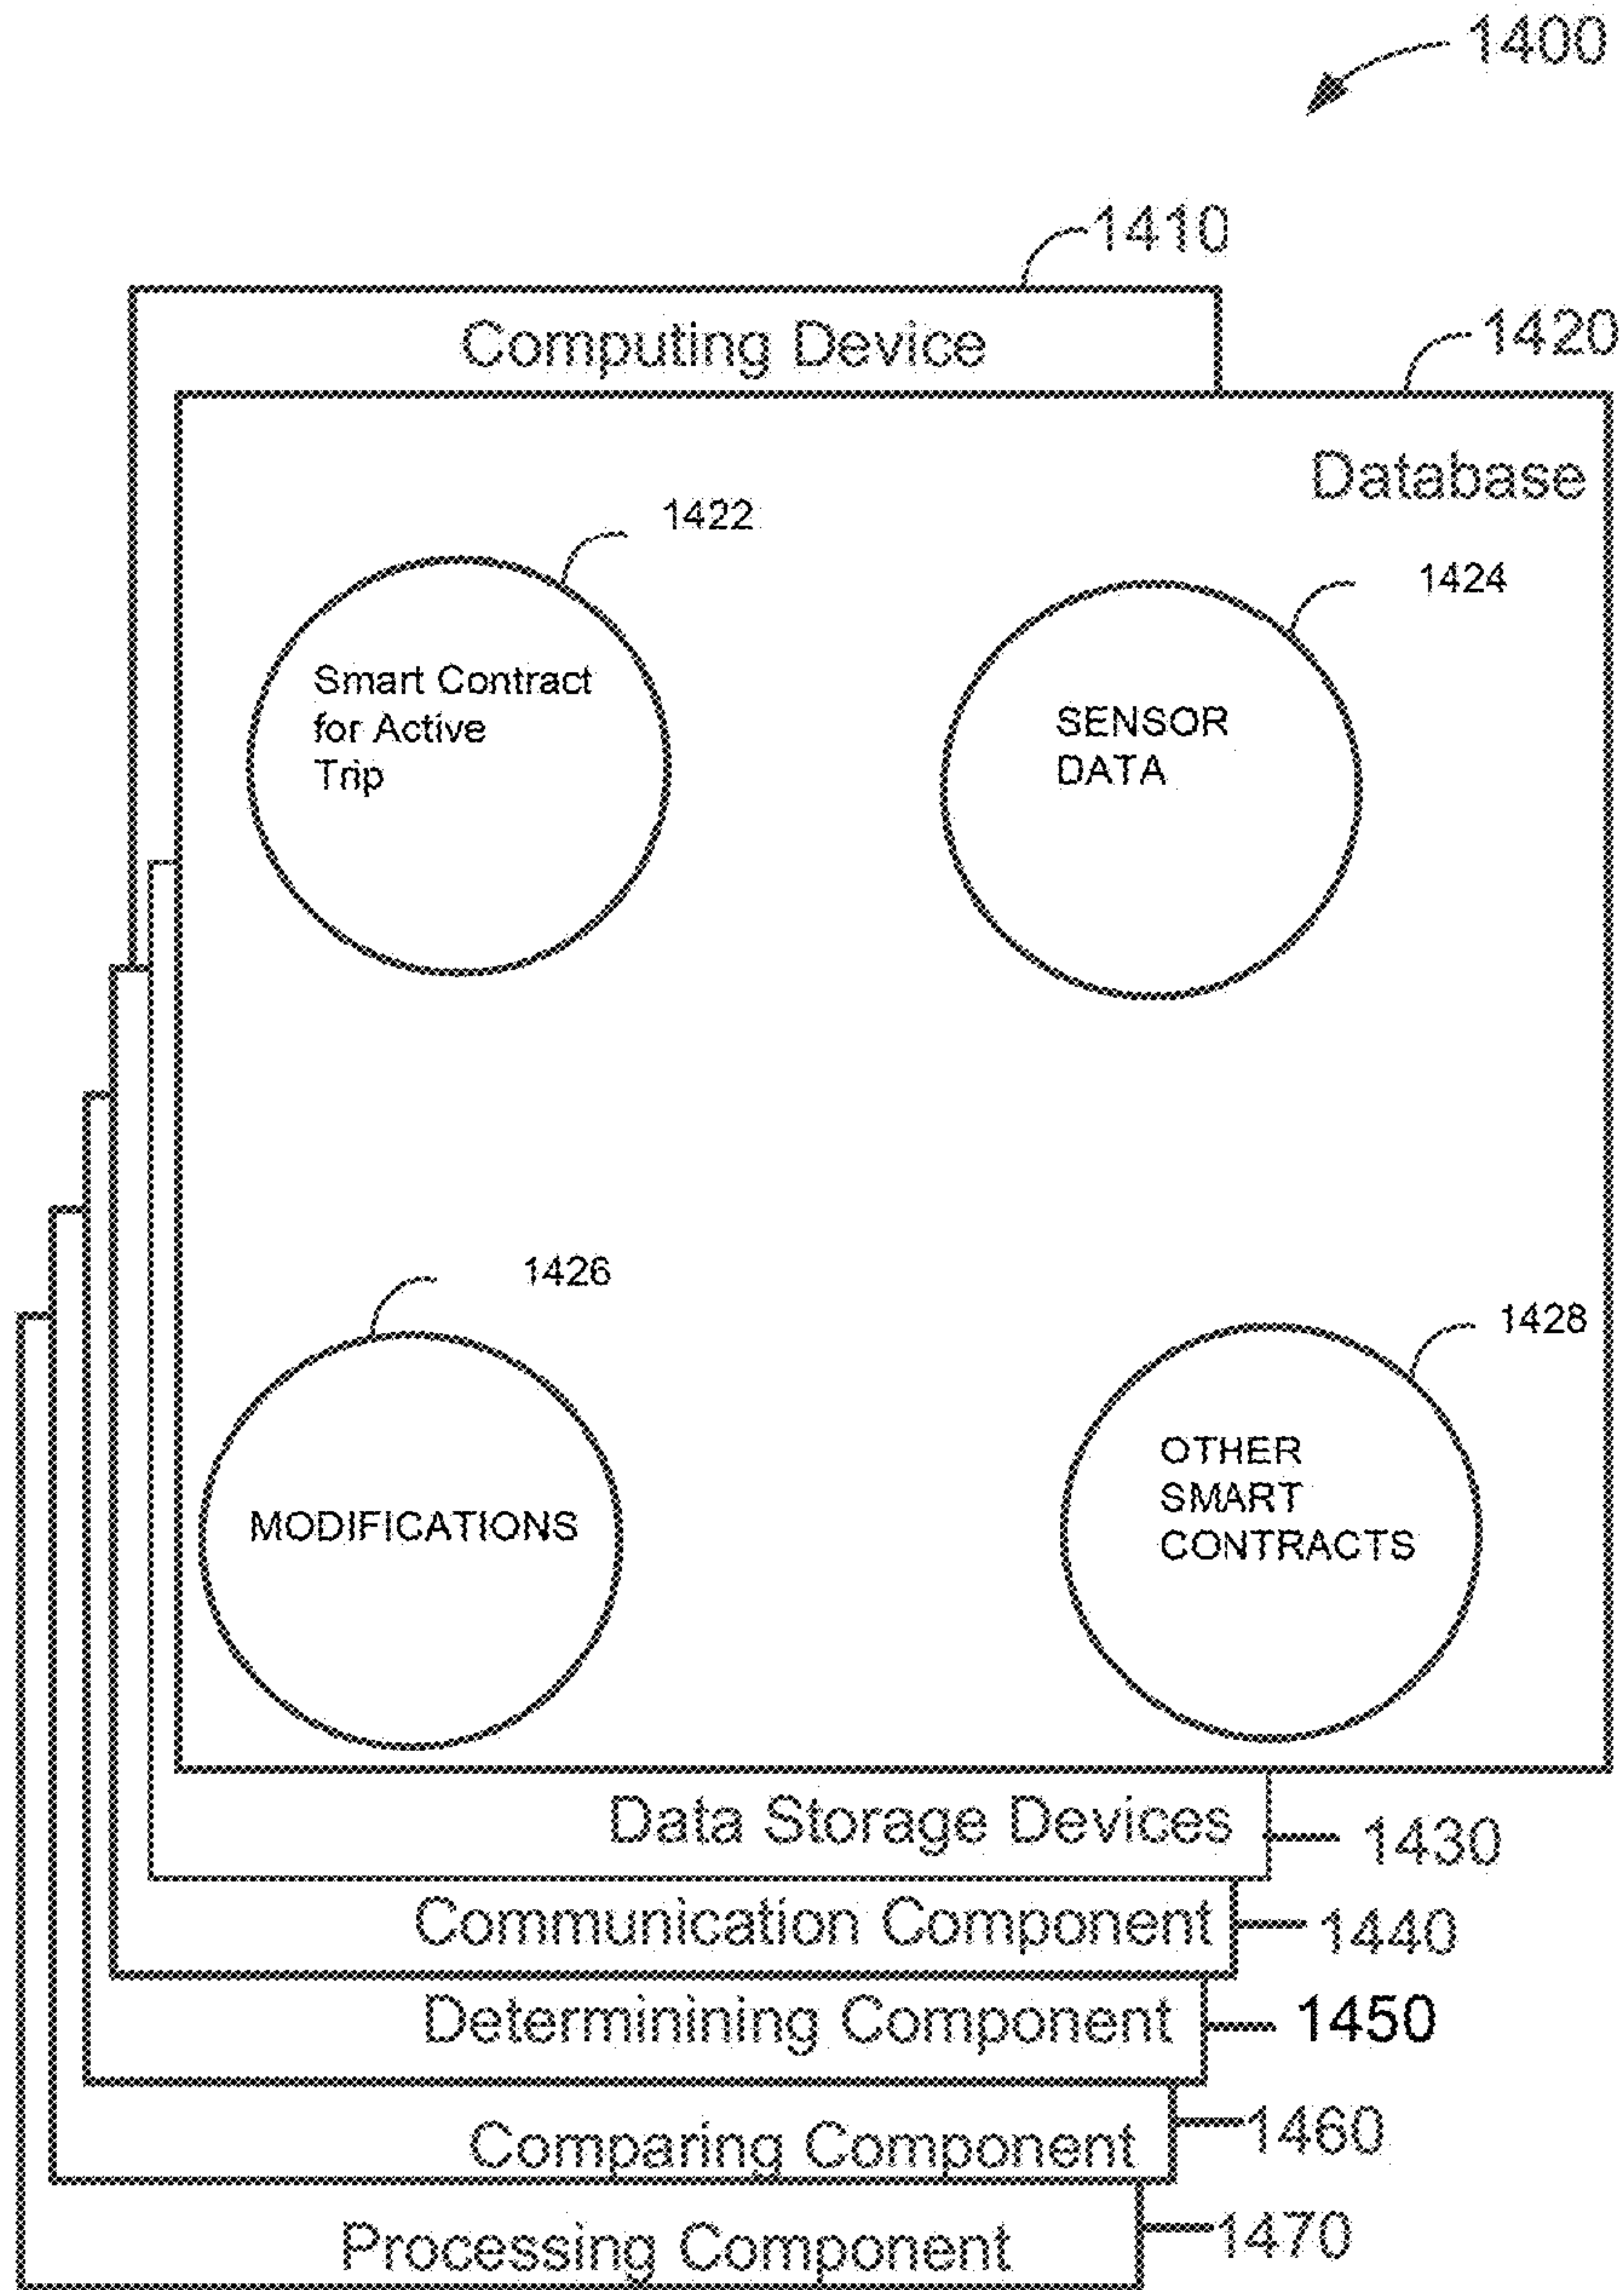 1400
1410
Computing Device
1420
Database
1422
1424
Smart Contract
for Active
Trip
SENSOR
DATA
1426
1428
MODIFICATIONS
OTHER
SMART
CONTRACTS
Data Storage Devices
1430
Communication Component
1440
Determinining Component
1450
Comparing Component
1460
Processing Component
1470